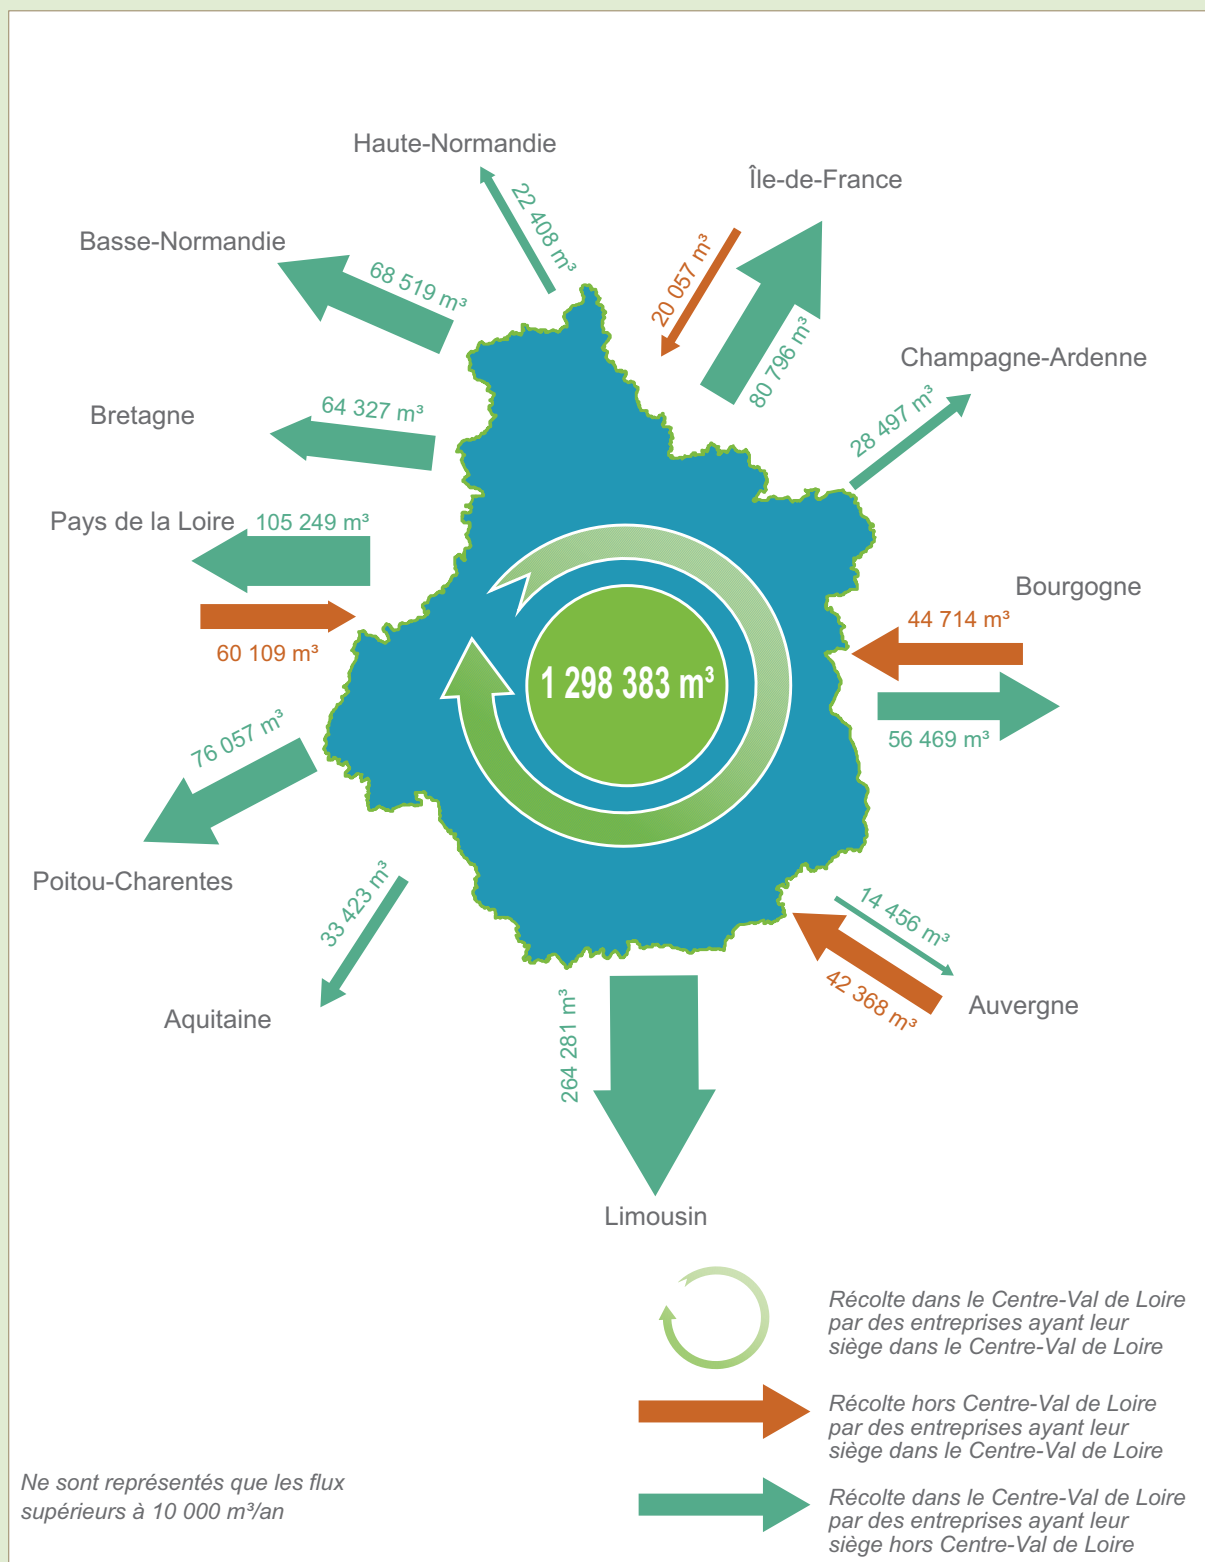 Haute-Normandie
22 408 m³
Île-de-France
20 057 m³
80 796 m³
Basse-Normandie
68 519 m³
Champagne-Ardenne
28 497 m³
Bretagne
64 327 m³
Pays de la Loire
105 249 m³
60 109 m³
Bourgogne
44 714 m³
56 469 m³
1 298 383 m³
76 057 m³
Poitou-Charentes
33 423 m³
Aquitaine
14 456 m³
42 368 m³
Auvergne
264 281 m³
Limousin
Récolte dans le Centre-Val de Loire
par des entreprises ayant leur
siège dans le Centre-Val de Loire
Récolte hors Centre-Val de Loire
par des entreprises ayant leur
siège dans le Centre-Val de Loire
Récolte dans le Centre-Val de Loire
par des entreprises ayant leur
siège hors Centre-Val de Loire
Ne sont représentés que les flux
supérieurs à 10 000 m³/an